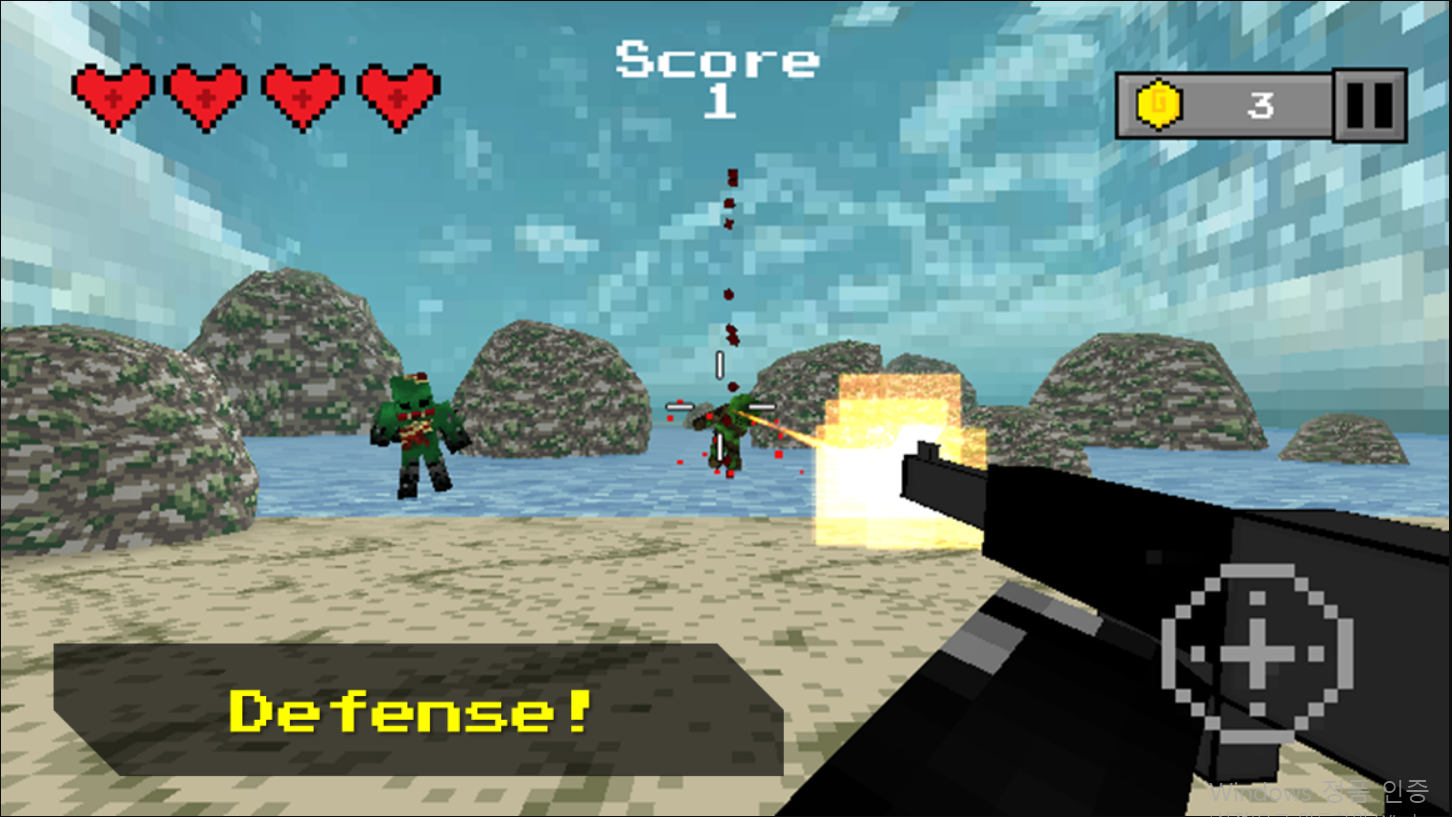 Score
1
3
Defense!
Windows 정품 인증